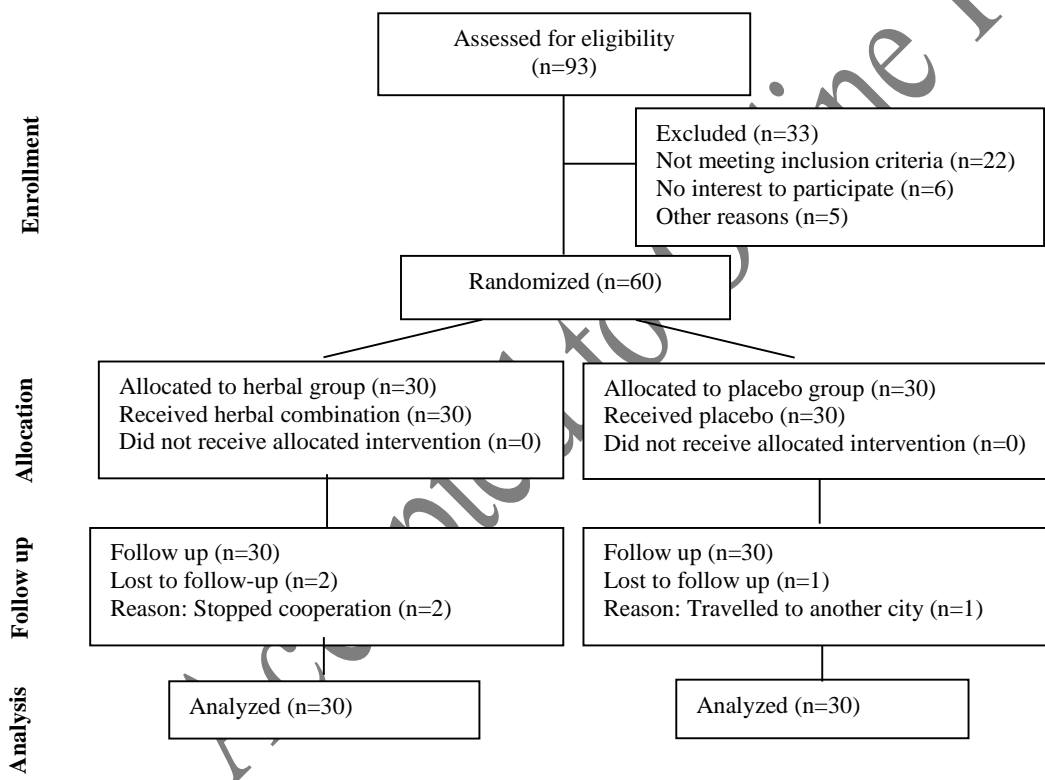 Assessed for eligibility
(n=93)
Enrollment
Excluded (n=33)
Not meeting inclusion criteria (n=22)
No interest to participate (n=6)
Other reasons (n=5)
Randomized (n=60)
Allocation
Allocated to herbal group (n=30)
Received herbal combination (n=30)
Did not receive allocated intervention (n=0)
Allocated to placebo group (n=30)
Received placebo (n=30)
Did not receive allocated intervention (n=0)
Follow up
Follow up (n=30)
Lost to follow-up (n=2)
Reason: Stopped cooperation (n=2)
Follow up (n=30)
Lost to follow up (n=1)
Reason: Travelled to another city (n=1)
Analysis
Analyzed (n=30)
Analyzed (n=30)